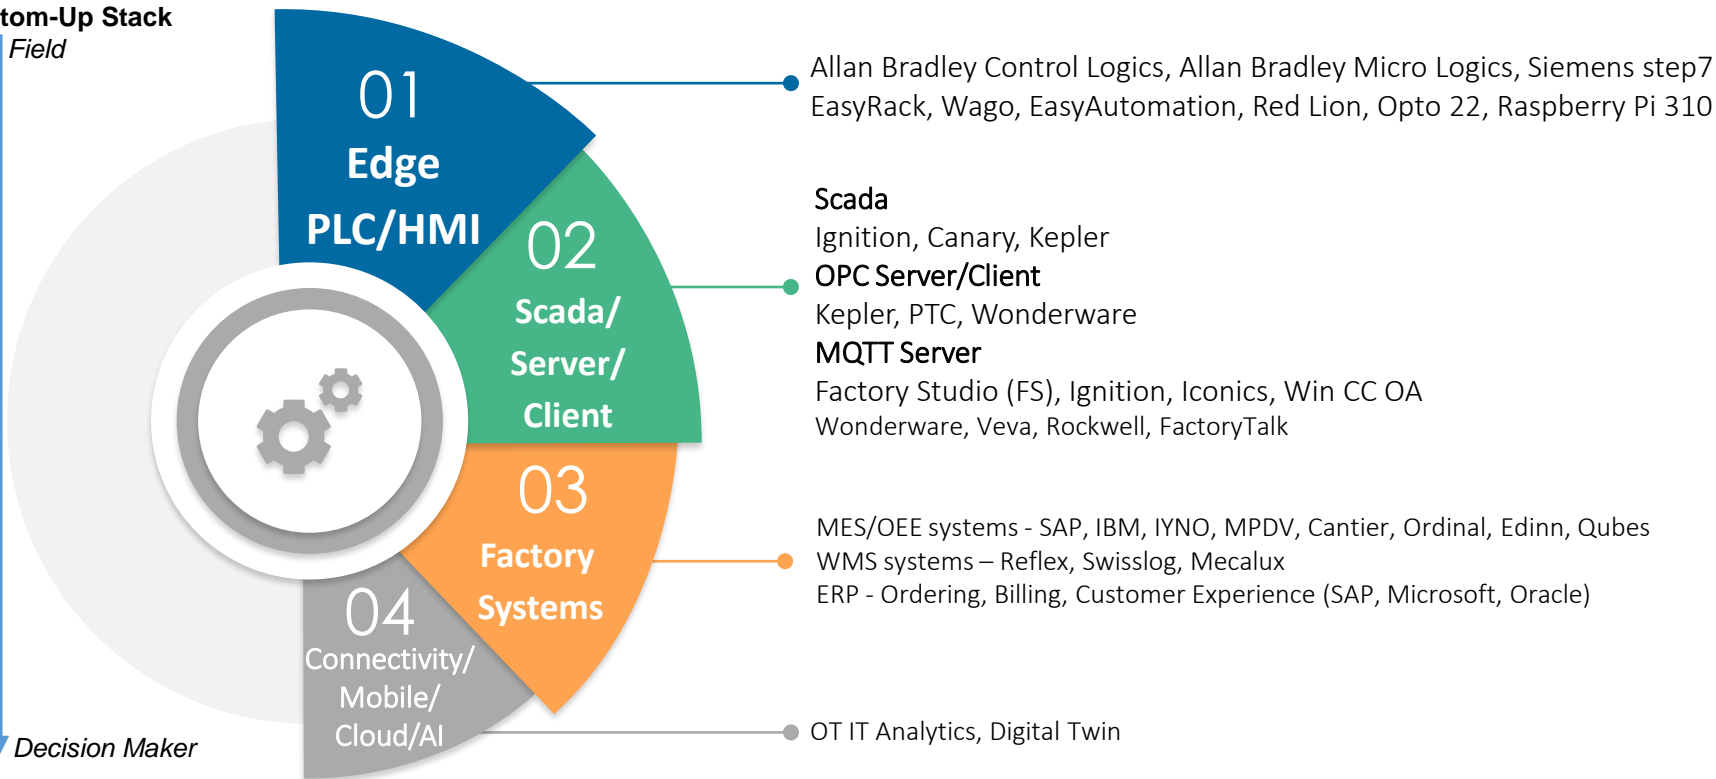 tom-Up Stack
Field
01
Edge
PLC/HMI
Allan Bradley Control Logics, Allan Bradley Micro Logics, Siemens step7
EasyRack, Wago, EasyAutomation, Red Lion, Opto 22, Raspberry Pi 310
02
Scada/
Server/
Client
Scada
Ignition, Canary, Kepler
OPC Server/Client
Kepler, PTC, Wonderware
MQTT Server
Factory Studio (FS), Ignition, Iconics, Win CC OA
Wonderware, Veva, Rockwell, FactoryTalk
03
Factory
Systems
MES/OEE systems - SAP, IBM, IYNO, MPDV, Cantier, Ordinal, Edinn, Qubes
WMS systems – Reflex, Swisslog, Mecalux
ERP - Ordering, Billing, Customer Experience (SAP, Microsoft, Oracle)
04
Connectivity/
Mobile/
Cloud/AI
OT IT Analytics, Digital Twin
Decision Maker